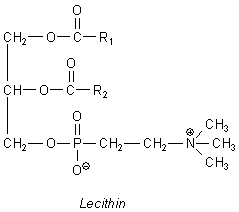 O
CH₂—O—C—R₁
O
CH—O—C—R₂
O
CH₂—O—P—CH₂—CH₂—N⊕—CH₃
CH₃
CH₃
O⊖
Lecithin